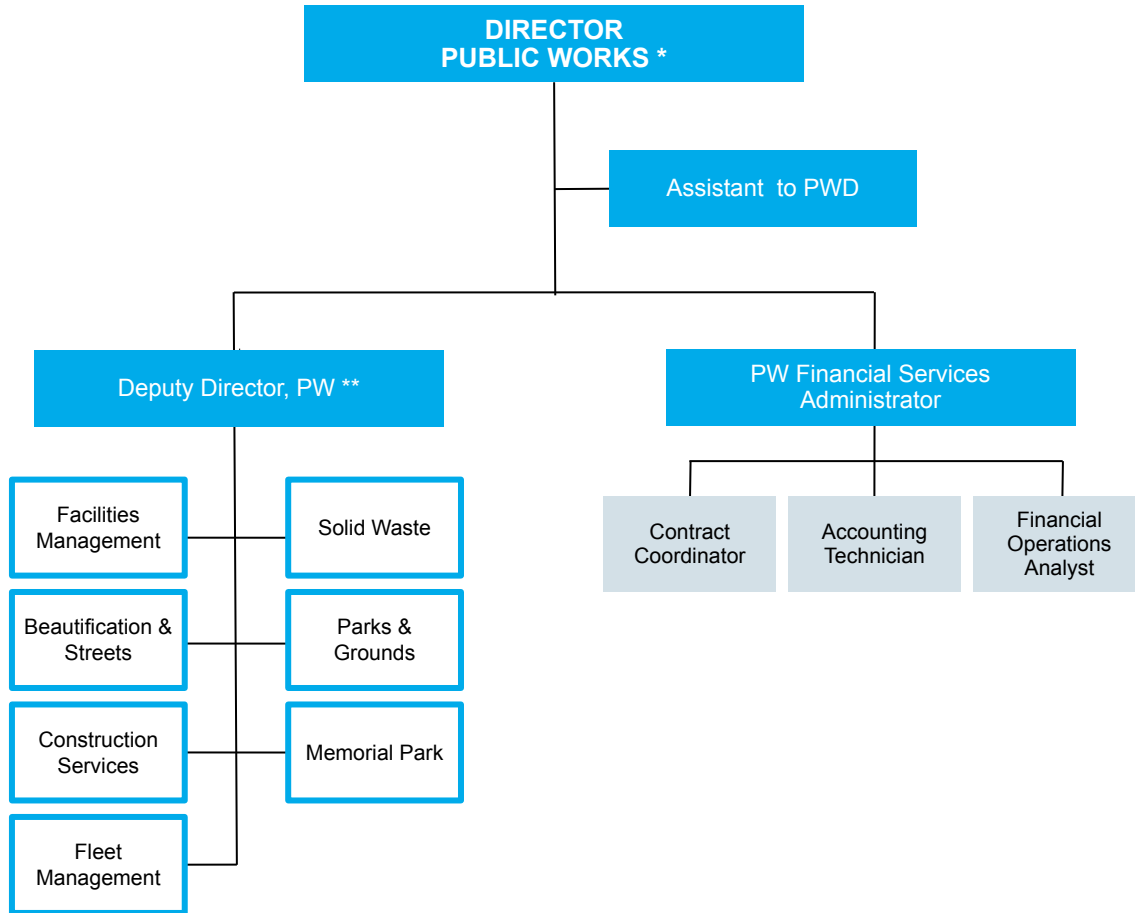 DIRECTOR
PUBLIC WORKS *
Assistant to PWD
Deputy Director, PW **
PW Financial Services
Administrator
Facilities
Management
Solid Waste
Contract
Coordinator
Accounting
Technician
Financial
Operations
Analyst
Beautification &
Streets
Parks &
Grounds
Construction
Services
Memorial Park
Fleet
Management